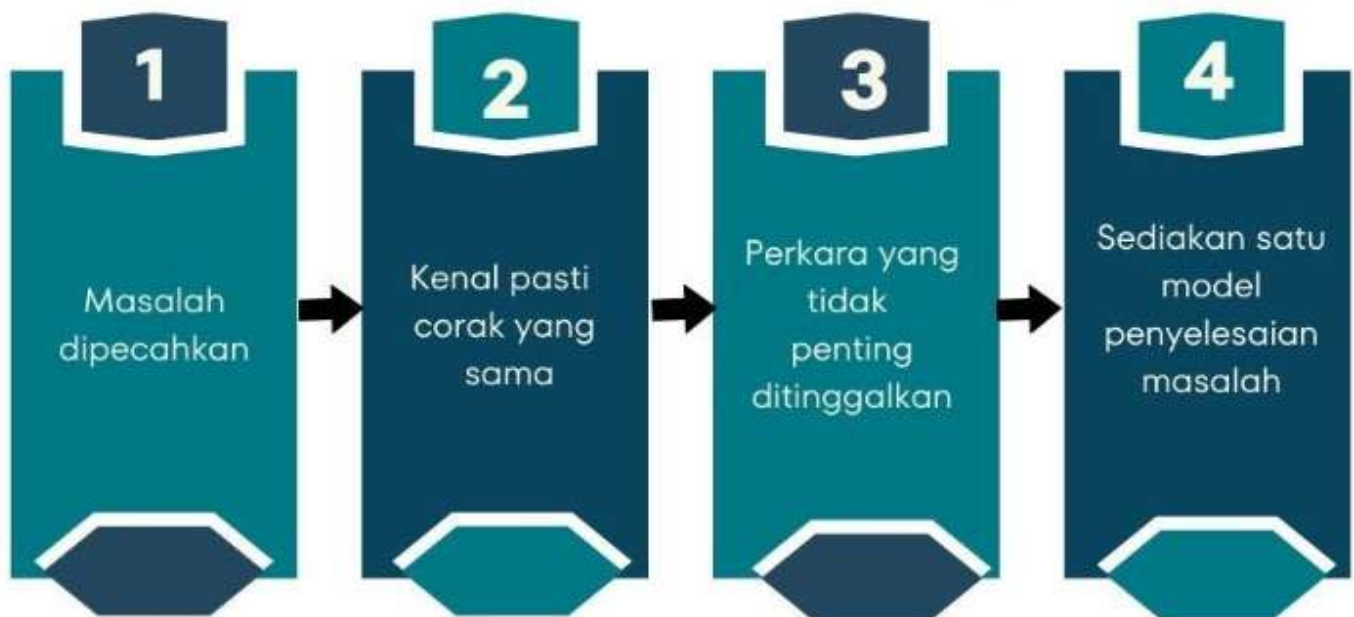 1
Masalah
dipecahkan
2
Kenal pasti
corak yang
sama
3
Perkara yang
tidak
penting
ditinggalkan
4
Sediakan satu
model
penyelesaian
masalah